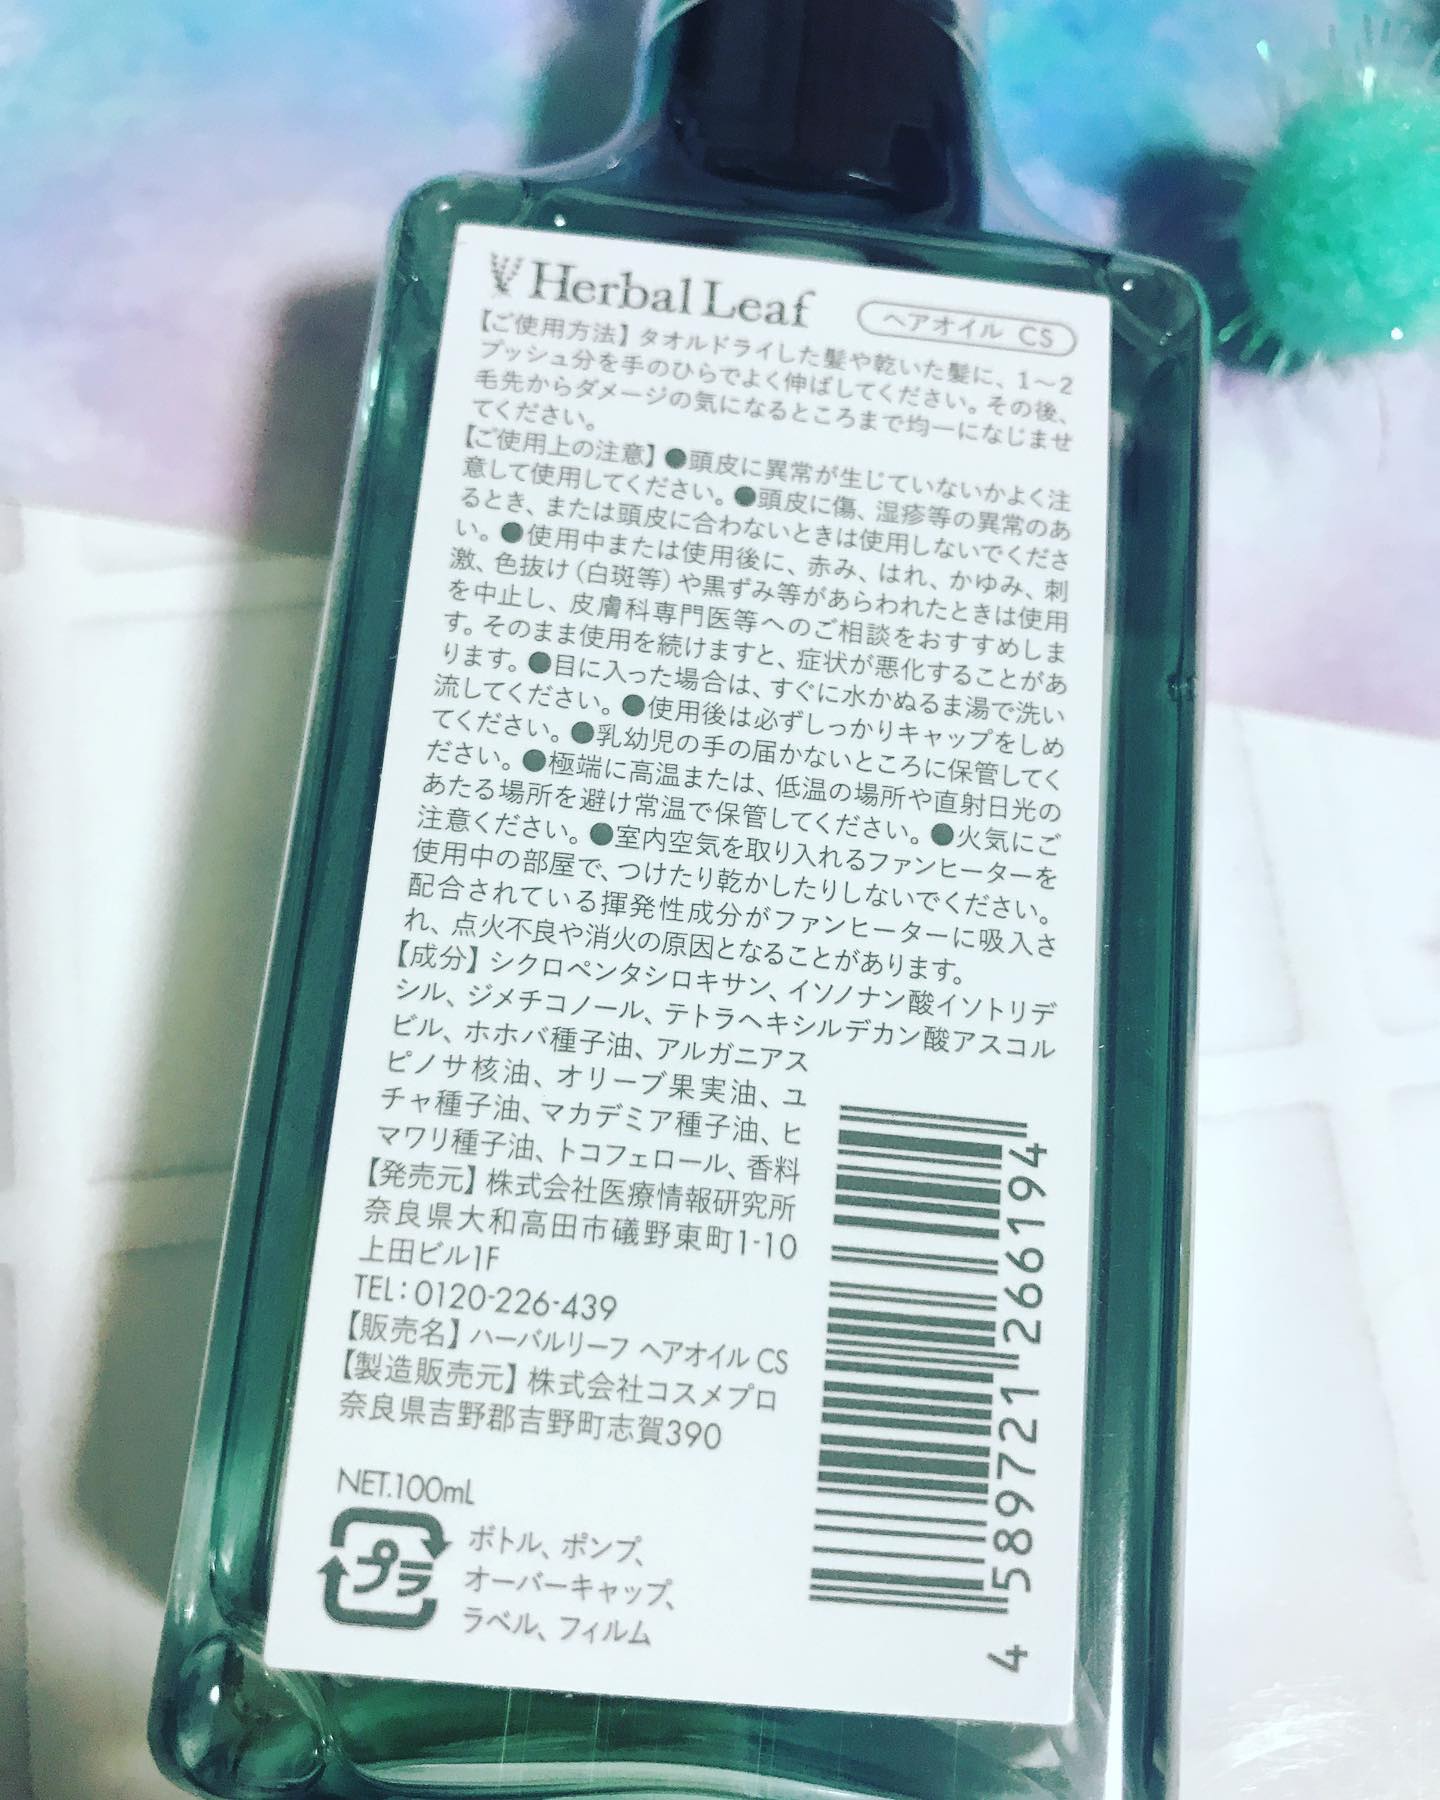 Herbal Leaf ヘアオイル CS
【ご使用方法】タオルドライした髪や乾いた髪に、1～2
プッシュ分を手のひらでよく伸ばしてください。その後、
毛先からダメージの気になるところまで均一になじませ
てください。
【ご使用上の注意】●頭皮に異常が生じていないかよく注
意して使用してください。●頭皮に傷、湿疹等の異常のあ
るとき、または頭皮に合わないときは使用しないでくださ
い。●使用中または使用後に、赤み、はれ、かゆみ、刺
激、色抜け(白斑等)や黒ずみ等があらわれたときは使用
を中止し、皮膚科専門医等へのご相談をおすすめしま
す。そのまま使用を続けますと、症状が悪化することがあ
ります。●目に入った場合は、すぐに水かぬるま湯で洗い
流してください。●使用後は必ずしっかりキャップをしめ
てください。●乳幼児の手の届かないところに保管してく
ださい。●極端に高温または、低温の場所や直射日光の
あたる場所を避け常温で保管してください。●火気にご
注意ください。●室内空気を取り入れるファンヒーターを
使用中の部屋で、つけたり乾かしたりしないでください。
配合されている揮発性成分がファンヒーターに吸入さ
れ、点火不良や消火の原因となることがあります。
【成分】シクロペンタシロキサン、イソノナン酸イソトリデ
シル、ジメチコノール、テトラヘキシルデカン酸アスコル
ビル、ホホバ種子油、アルガニアス
ピノサ核油、オリーブ果実油、ユ
チャ種子油、マカデミア種子油、ヒ
マワリ種子油、トコフェロール、香料
【発売元】株式会社医療情報研究所
奈良県大和高田市礒野東町1-10
上田ビル1F
TEL:0120-226-439
【販売名】ハーバルリーフ ヘアオイルCS
【製造販売元】株式会社コスメプロ
奈良県吉野郡吉野町志賀390
NET.100mL
プラ
ボトル、ポンプ、
オーバーキャップ、
ラベル、フィルム
4 589721 266194